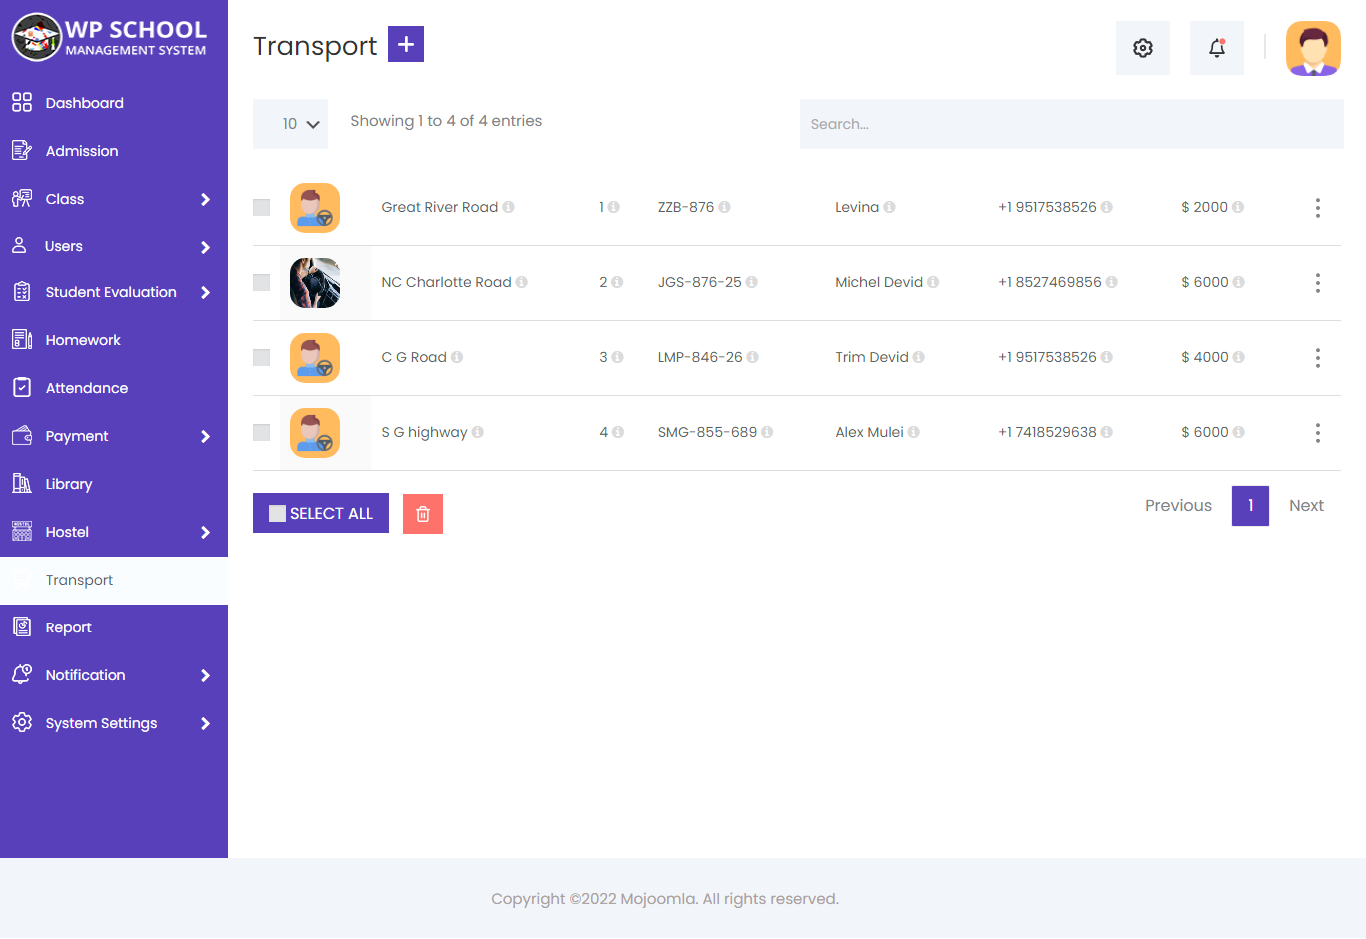 WP SCHOOL
MANAGEMENT SYSTEM
Dashboard
Admission
Class
Users
Student Evaluation
Homework
Attendance
Payment
Library
Hostel
Transport
Report
Notification
System Settings
Transport
10 Showing 1 to 4 of 4 entries Search...
Great River Road 1 ZZB-876 Levina +1 9517538526 $ 2000
NC Charlotte Road 2 JGS-876-25 Michel Devid +1 8527469856 $ 6000
C G Road 3 LMP-846-26 Trim Devid +1 9517538526 $ 4000
S G highway 4 SMG-855-689 Alex Mulei +1 7418529638 $ 6000
SELECT ALL Previous 1 Next
Copyright ©2022 Mojoomla. All rights reserved.